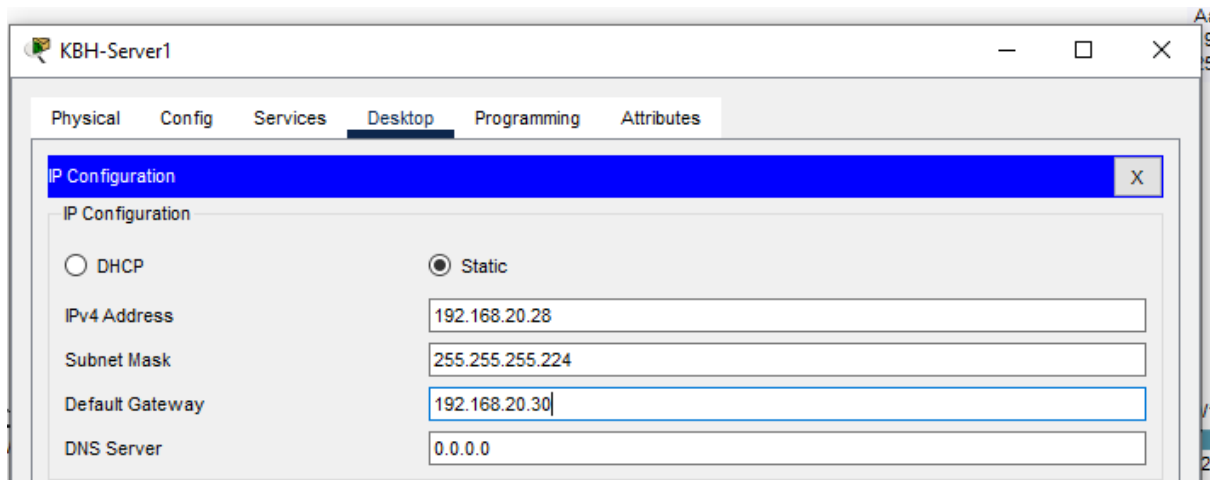 KBH-Server1
Physical Config Services Desktop Programming Attributes
IP Configuration X
IP Configuration
DHCP Static
IPv4 Address 192.168.20.28
Subnet Mask 255.255.255.224
Default Gateway 192.168.20.30
DNS Server 0.0.0.0